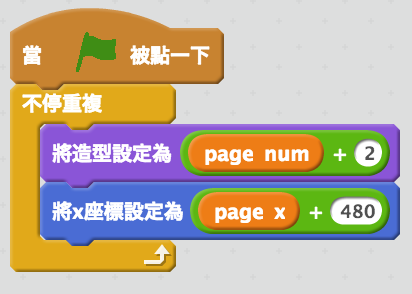 當 被點一下
不停重複
將造型設定為 page num + 2
將x座標設定為 page x + 480